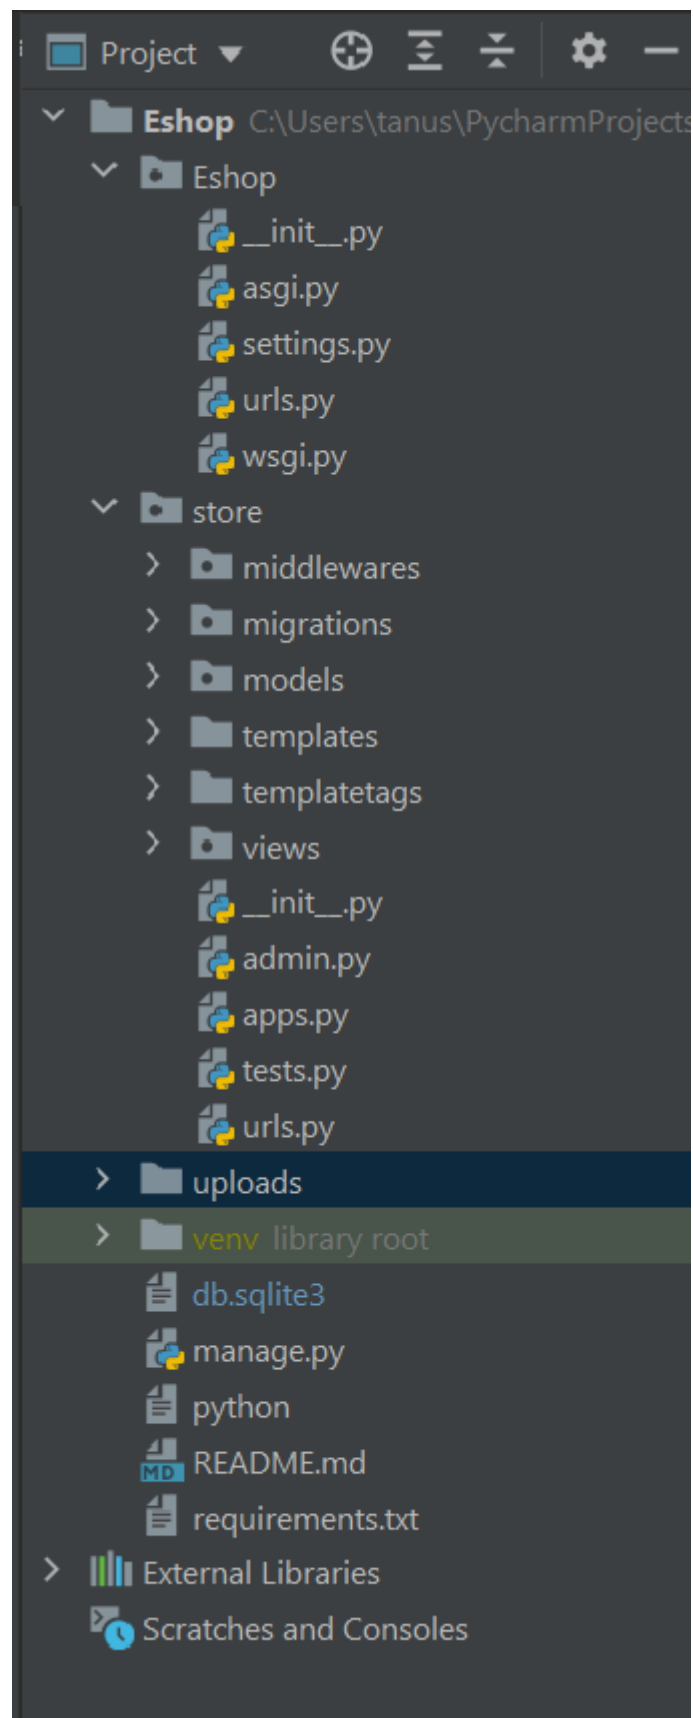 Project
Eshop C:\Users\tanus\PycharmProjects
Eshop
__init__.py
asgi.py
settings.py
urls.py
wsgi.py
store
middlewares
migrations
models
templates
templatetags
views
__init__.py
admin.py
apps.py
tests.py
urls.py
uploads
venv library root
db.sqlite3
manage.py
python
MD README.md
requirements.txt
External Libraries
Scratches and Consoles